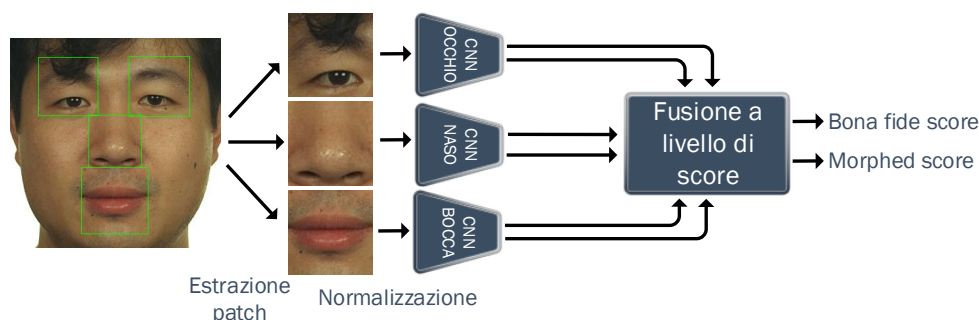 CNN
OCCHIO
CNN
NASO
CNN
BOCCA
Fusione a
livello di
score
Bona fide score
Morphed score
Estrazione
patch
Normalizzazione